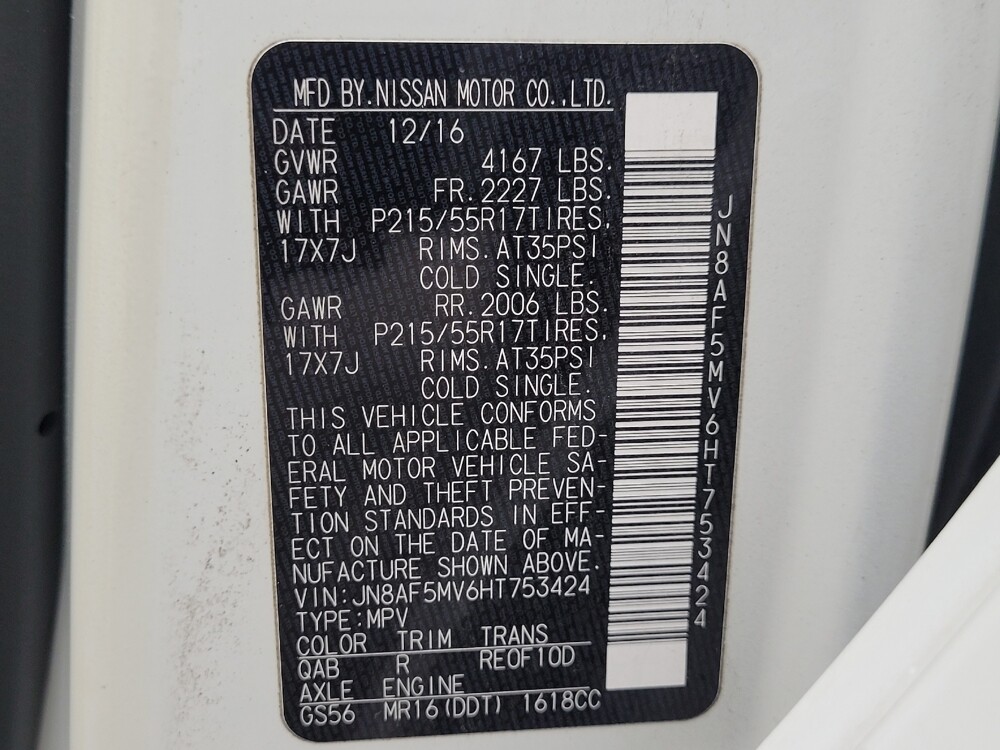 MFD BY.NISSAN MOTOR CO.,LTD.
DATE 12/16
GVWR 4167 LBS.
GAWR FR.2227 LBS.
WITH P215/55R17TIRES,
17X7J RIMS.AT35PSI
COLD SINGLE.
GAWR RR.2006 LBS.
WITH P215/55R17TIRES.
17X7J RIMS.AT35PSI
COLD SINGLE.
THIS VEHICLE CONFORMS
TO ALL APPLICABLE FED-
ERAL MOTOR VEHICLE SA-
FETY AND THEFT PREVEN-
TION STANDARDS IN EFF-
ECT ON THE DATE OF MA-
NUFACTURE SHOWN ABOVE.
VIN:JN8AF5MV6HT753424
TYPE:MPV
COLOR TRIM TRANS
QAB R RE0F10D
AXLE ENGINE
GS56 MR16(DDT) 1618CC
JN8AF5MV6HT753424